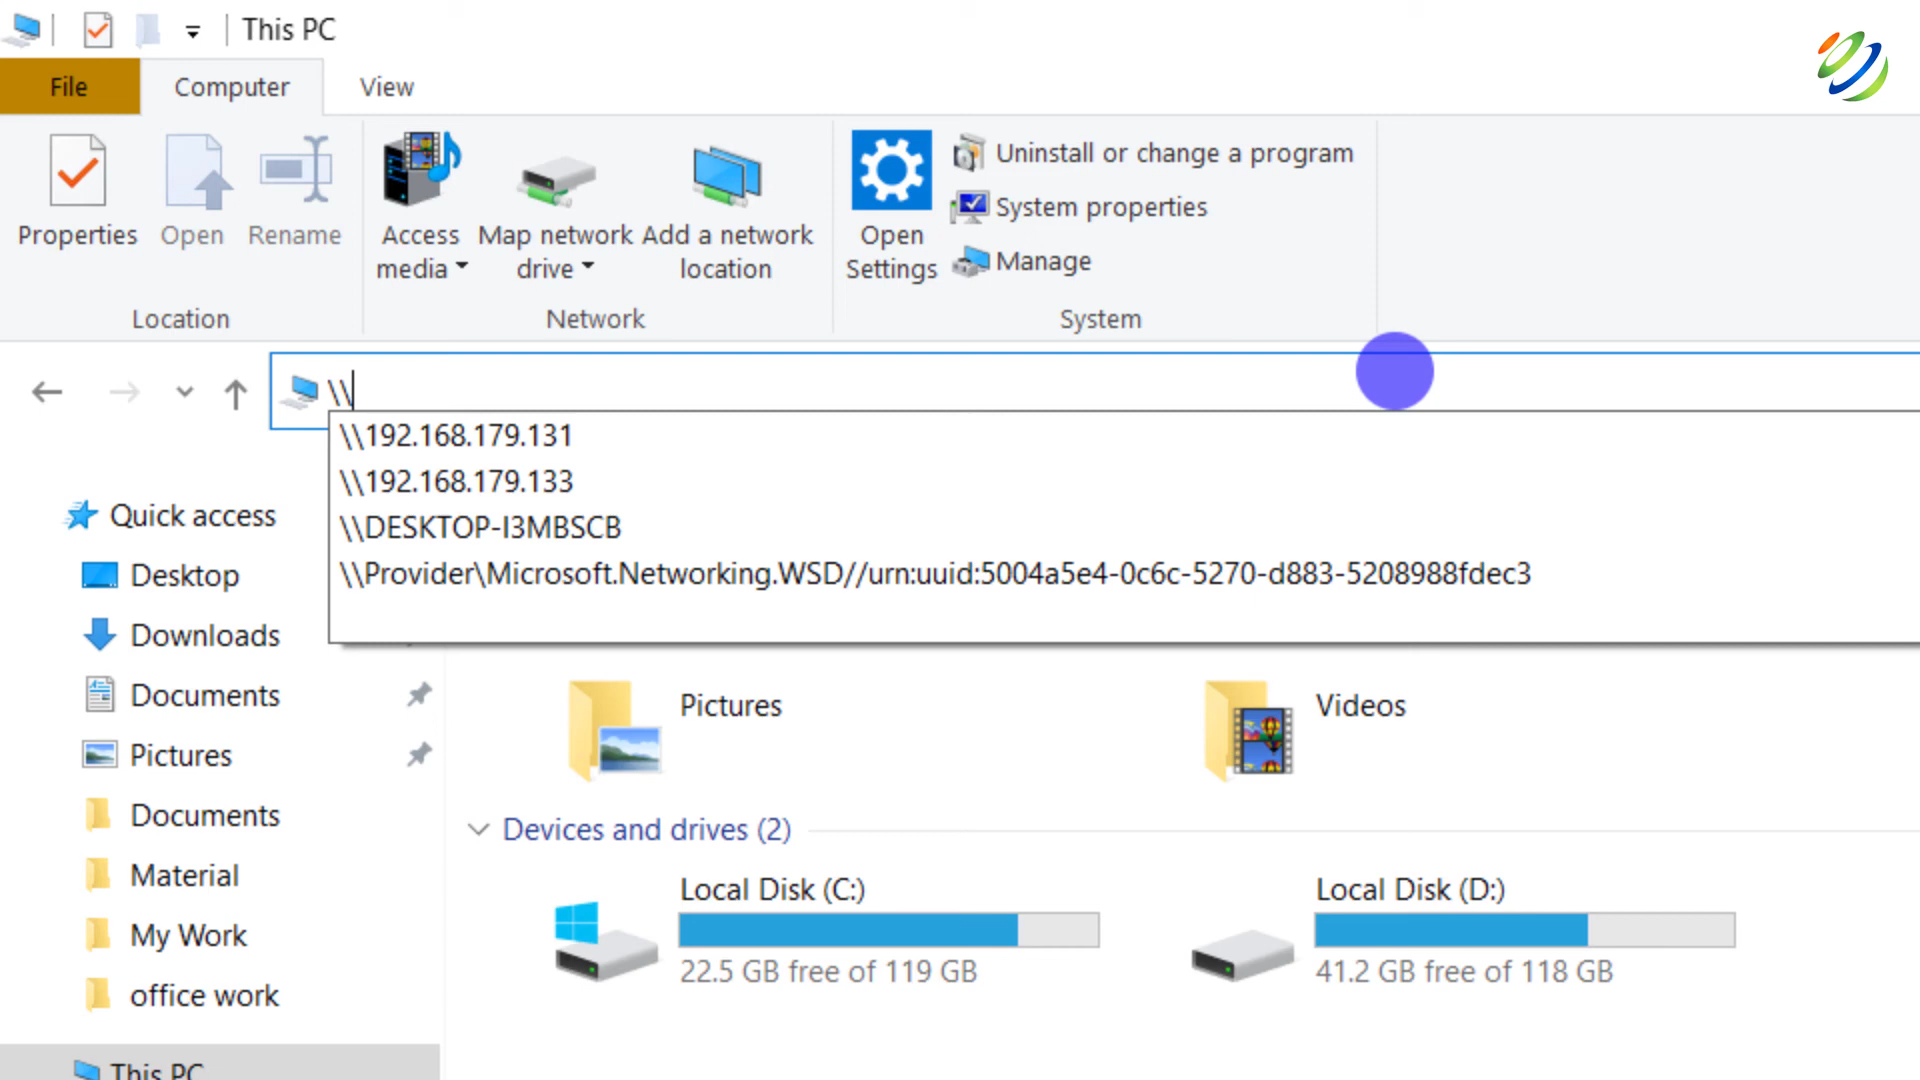 This PC
File
Computer
View
Properties
Open
Rename
Access media
Map network drive
Add a network location
Open Settings
Uninstall or change a program
System properties
Manage
Location
Network
System
\\
\\192.168.179.131
\\192.168.179.133
\\DESKTOP-I3MBSCB
\\Provider\Microsoft.Networking.WSD//urn:uuid:5004a5e4-0c6c-5270-d883-5208988fdec3
Quick access
Desktop
Downloads
Documents
Pictures
Documents
Material
My Work
office work
This PC
Pictures
Videos
Devices and drives (2)
Local Disk (C:)
22.5 GB free of 119 GB
Local Disk (D:)
41.2 GB free of 118 GB